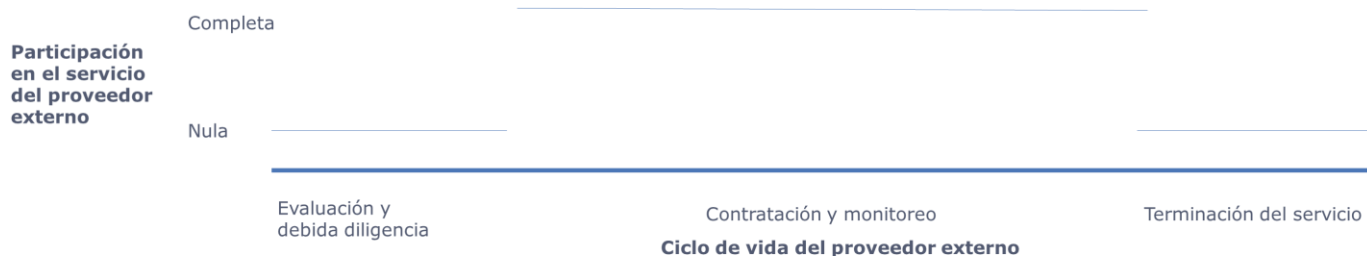 Completa
Participación
en el servicio
del proveedor
externo
Nula
Evaluación y
debida diligencia
Contratación y monitoreo
Terminación del servicio
Ciclo de vida del proveedor externo